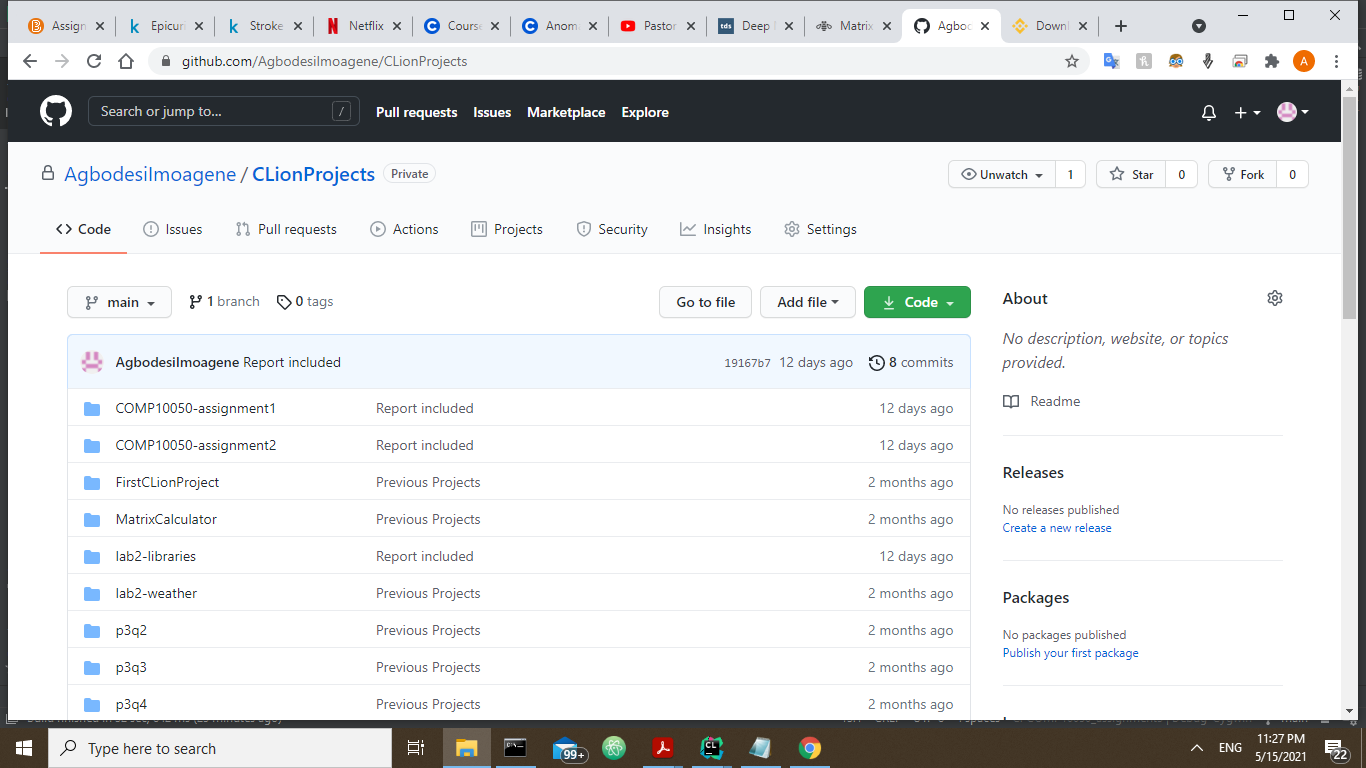 Assign
Epicuri
Stroke
Netflix
Course
Anoma
Pastor
tds
Deep
Matrix
Agboc
Downl
github.com/AgbodesiImoagene/CLionProjects
A
Search or jump to...
/
Pull requests
Issues
Marketplace
Explore
AgbodesiImoagene / CLionProjects
Private
Unwatch 1
Star 0
Fork 0
Code
Issues
Pull requests
Actions
Projects
Security
Insights
Settings
main
1 branch
0 tags
Go to file
Add file
Code
About
No description, website, or topics
provided.
Readme
AgbodesiImoagene Report included 19167b7 12 days ago 8 commits
COMP10050-assignment1 Report included 12 days ago
COMP10050-assignment2 Report included 12 days ago
FirstCLionProject Previous Projects 2 months ago
MatrixCalculator Previous Projects 2 months ago
lab2-libraries Report included 12 days ago
lab2-weather Previous Projects 2 months ago
p3q2 Previous Projects 2 months ago
p3q3 Previous Projects 2 months ago
p3q4 Previous Projects 2 months ago
Releases
No releases published
Create a new release
Packages
No packages published
Publish your first package
Type here to search
99+
ENG
11:27 PM
5/15/2021
22